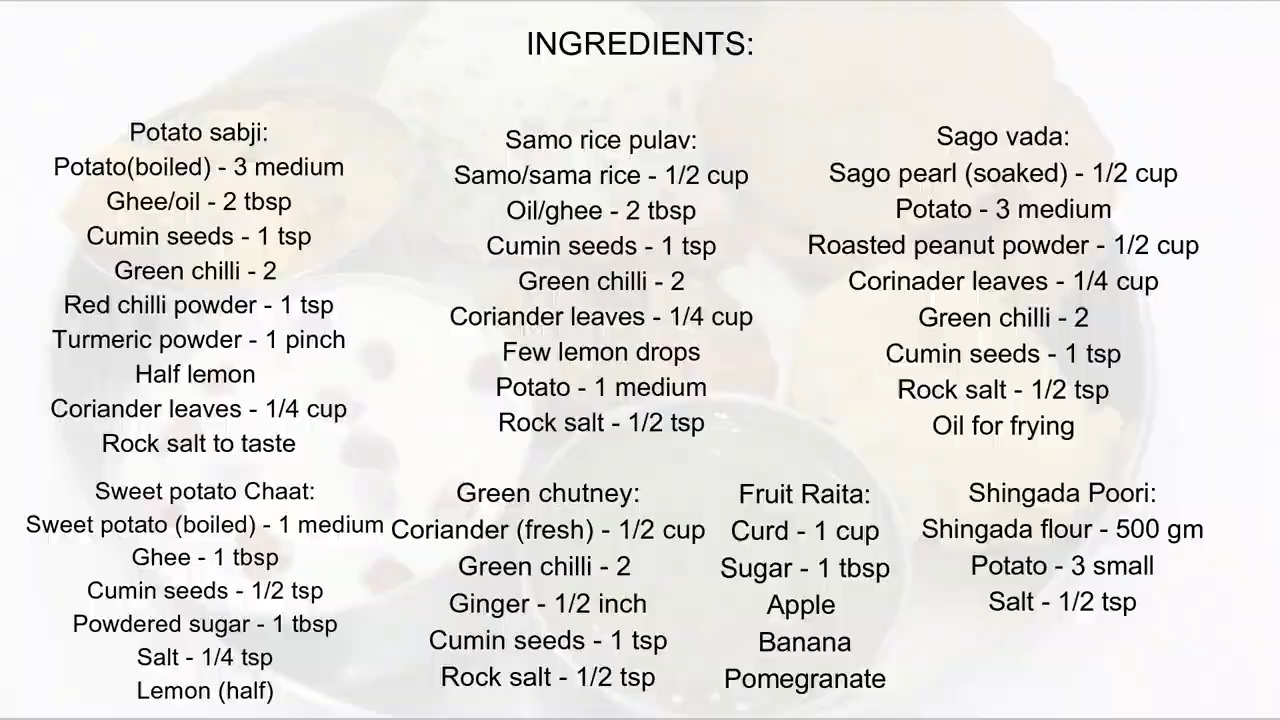 INGREDIENTS:
Potato sabji:
Potato(boiled) - 3 medium
Ghee/oil - 2 tbsp
Cumin seeds - 1 tsp
Green chilli - 2
Red chilli powder - 1 tsp
Turmeric powder - 1 pinch
Half lemon
Coriander leaves - 1/4 cup
Rock salt to taste
Samo rice pulav:
Samo/sama rice - 1/2 cup
Oil/ghee - 2 tbsp
Cumin seeds - 1 tsp
Green chilli - 2
Coriander leaves - 1/4 cup
Few lemon drops
Potato - 1 medium
Rock salt - 1/2 tsp
Sago vada:
Sago pearl (soaked) - 1/2 cup
Potato - 3 medium
Roasted peanut powder - 1/2 cup
Corinader leaves - 1/4 cup
Green chilli - 2
Cumin seeds - 1 tsp
Rock salt - 1/2 tsp
Oil for frying
Sweet potato Chaat:
Sweet potato (boiled) - 1 medium
Ghee - 1 tbsp
Cumin seeds - 1/2 tsp
Powdered sugar - 1 tbsp
Salt - 1/4 tsp
Lemon (half)
Green chutney:
Coriander (fresh) - 1/2 cup
Green chilli - 2
Ginger - 1/2 inch
Cumin seeds - 1 tsp
Rock salt - 1/2 tsp
Fruit Raita:
Curd - 1 cup
Sugar - 1 tbsp
Apple
Banana
Pomegranate
Shingada Poori:
Shingada flour - 500 gm
Potato - 3 small
Salt - 1/2 tsp